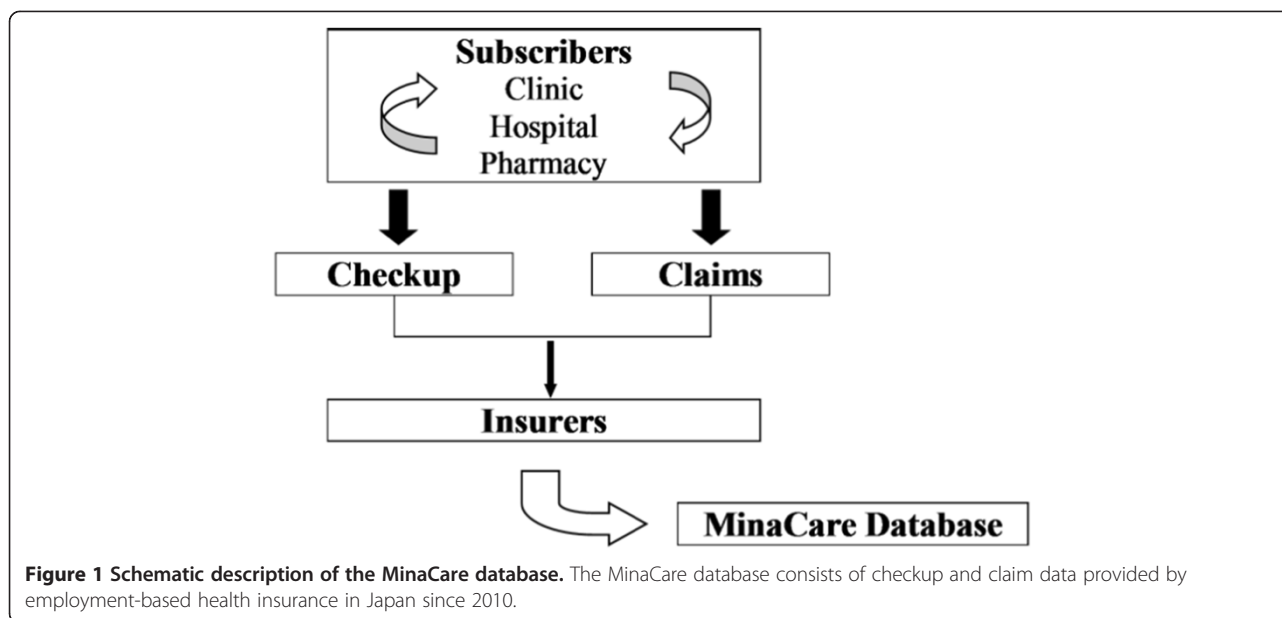 Subscribers
Clinic
Hospital
Pharmacy
Checkup
Claims
Insurers
MinaCare Database
Figure 1 Schematic description of the MinaCare database. The MinaCare database consists of checkup and claim data provided by
employment-based health insurance in Japan since 2010.